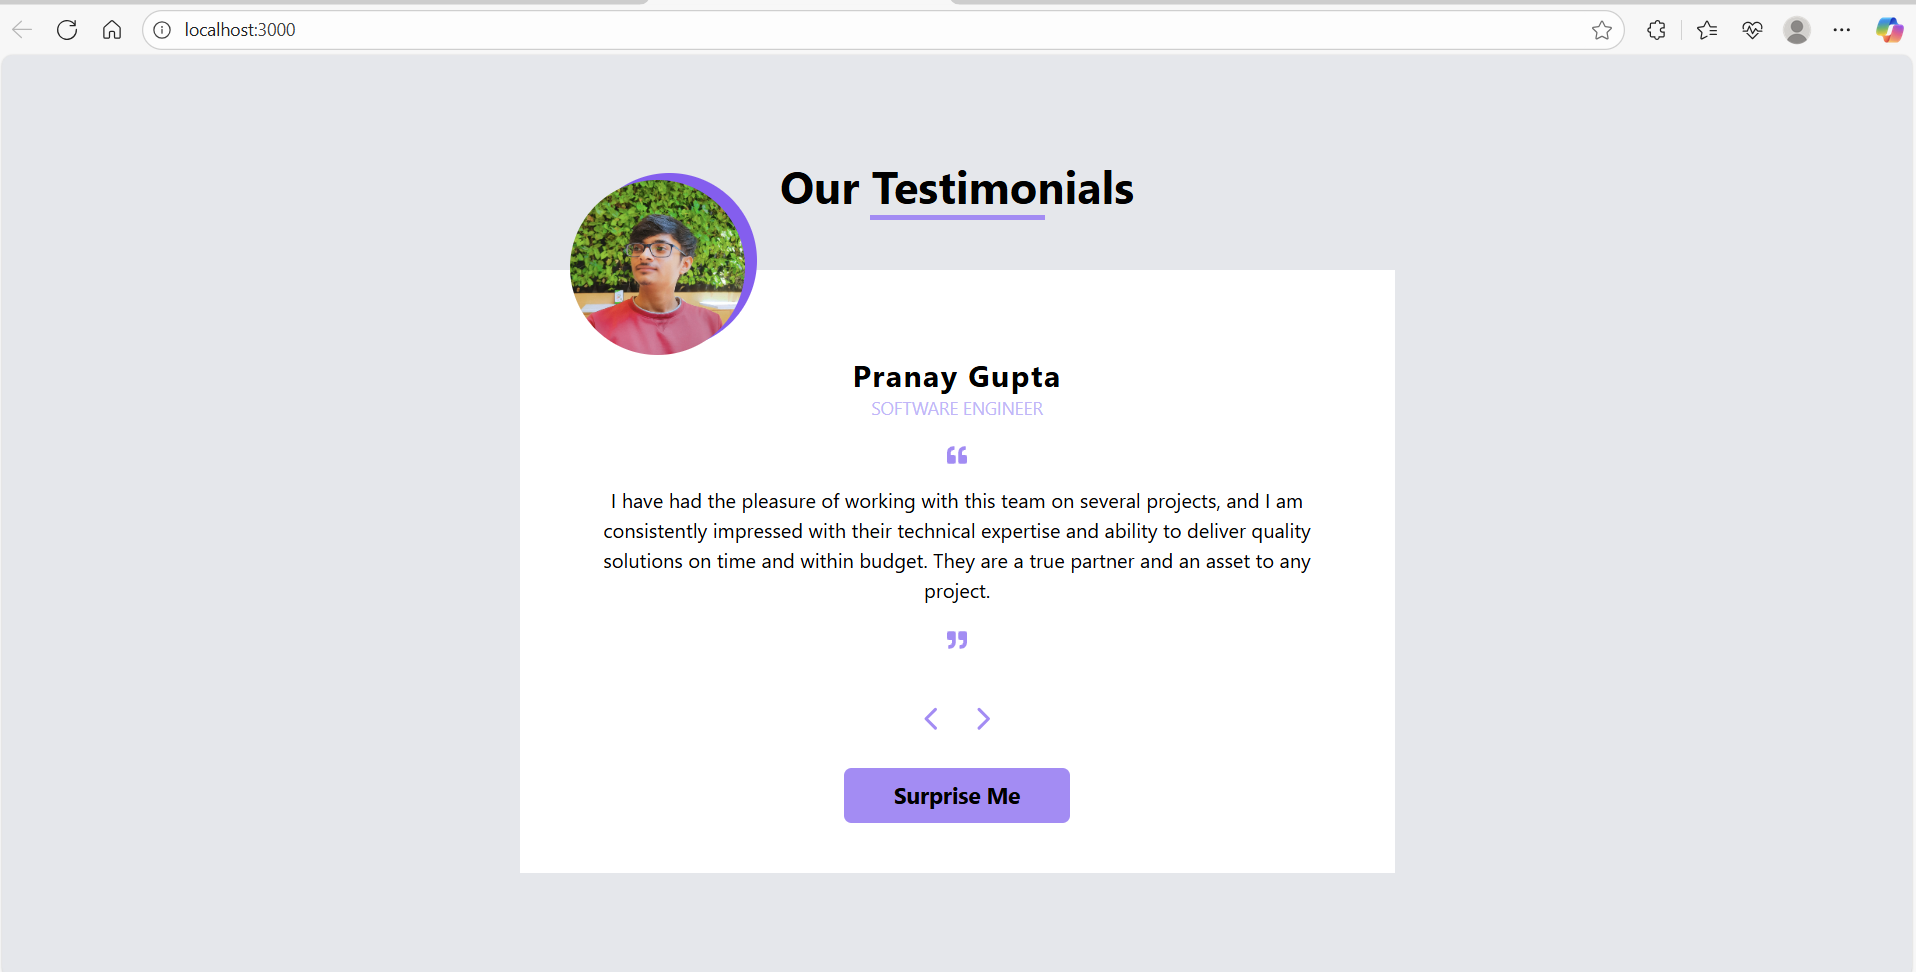 localhost:3000
Our Testimonials
Pranay Gupta
SOFTWARE ENGINEER
“
I have had the pleasure of working with this team on several projects, and I am
consistently impressed with their technical expertise and ability to deliver quality
solutions on time and within budget. They are a true partner and an asset to any
project.
”
Surprise Me